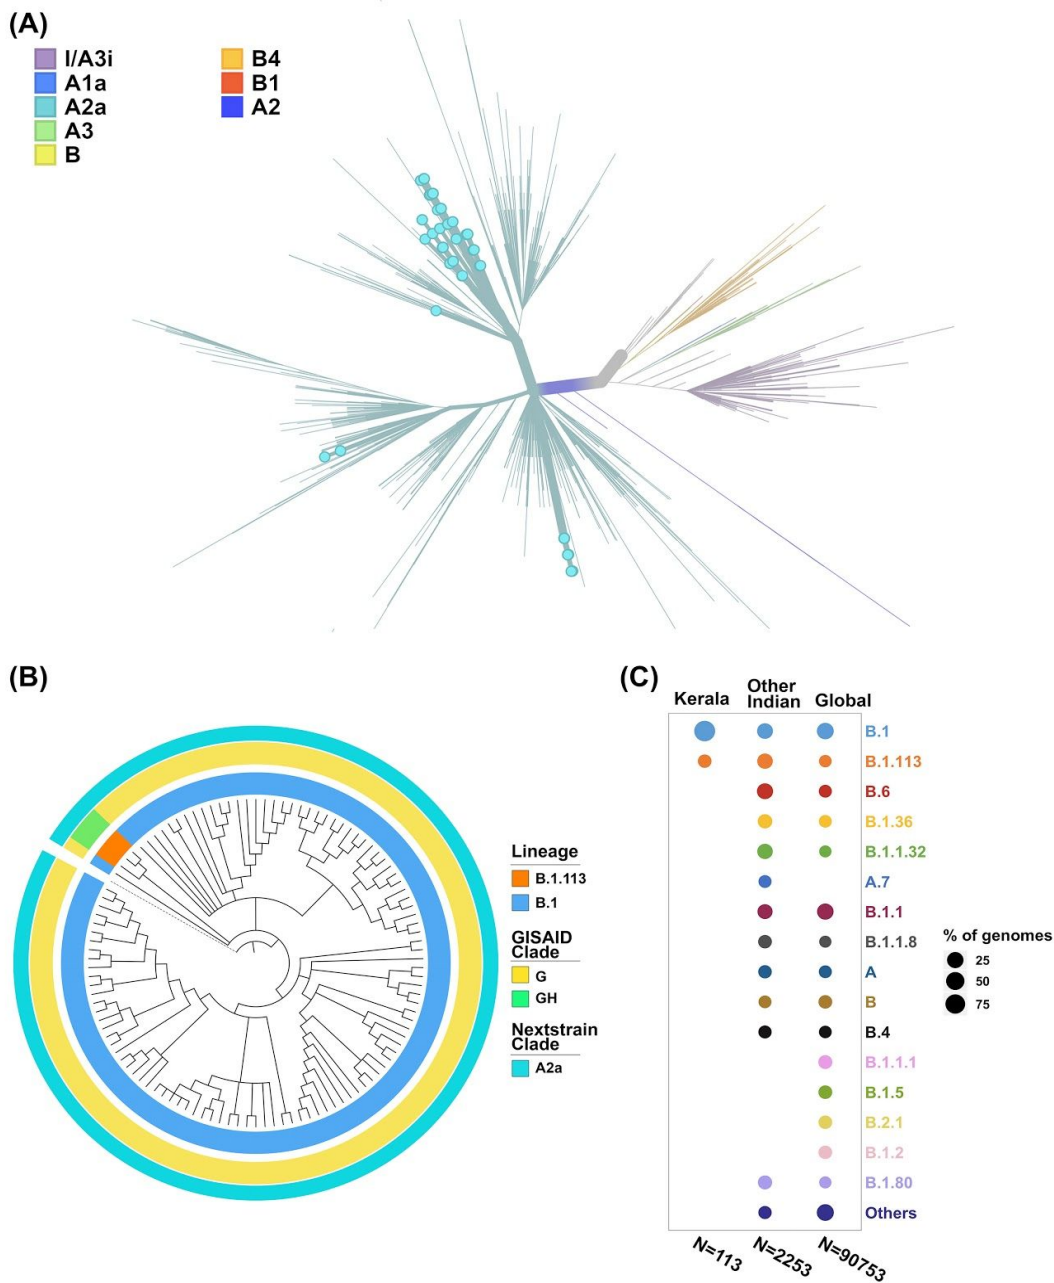 (A)
I/A3i
A1a
A2a
A3
B
B4
B1
A2
(B)
Lineage
B.1.113
B.1
GISAID
Clade
G
GH
Nextstrain
Clade
A2a
(C)
Kerala
Other
Indian
Global
B.1
B.1.113
B.6
B.1.36
B.1.1.32
A.7
B.1.1
B.1.1.8
A
B
B.4
B.1.1.1
B.1.5
B.2.1
B.1.2
B.1.80
Others
N=113
N=2253
N=90753
% of genomes
25
50
75